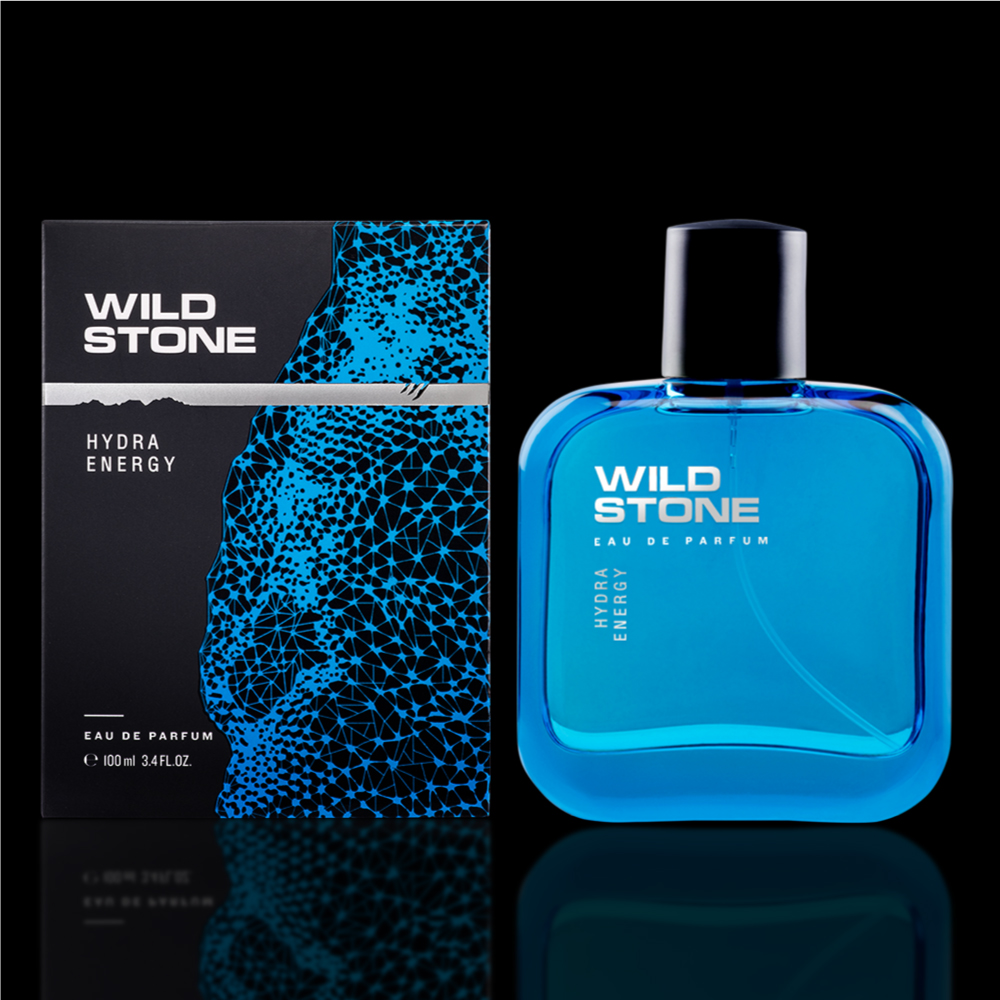 WILD
STONE
HYDRA
ENERGY
EAU DE PARFUM
℮ 100 ml 3.4 FL.OZ.
WILD
STONE
EAU DE PARFUM
HYDRA
ENERGY